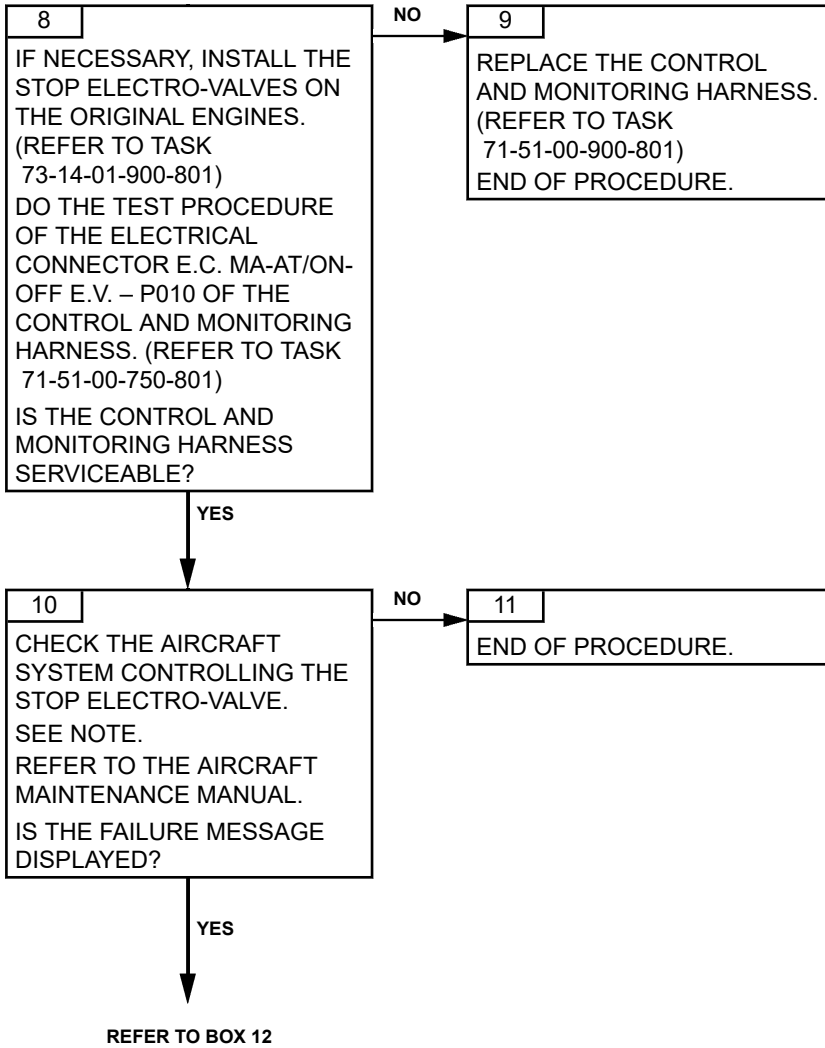 8
IF NECESSARY, INSTALL THE
STOP ELECTRO-VALVES ON
THE ORIGINAL ENGINES.
(REFER TO TASK
73-14-01-900-801)
DO THE TEST PROCEDURE
OF THE ELECTRICAL
CONNECTOR E.C. MA-AT/ON-
OFF E.V. – P010 OF THE
CONTROL AND MONITORING
HARNESS. (REFER TO TASK
71-51-00-750-801)
IS THE CONTROL AND
MONITORING HARNESS
SERVICEABLE?
NO
9
REPLACE THE CONTROL
AND MONITORING HARNESS.
(REFER TO TASK
71-51-00-900-801)
END OF PROCEDURE.
YES
10
CHECK THE AIRCRAFT
SYSTEM CONTROLLING THE
STOP ELECTRO-VALVE.
SEE NOTE.
REFER TO THE AIRCRAFT
MAINTENANCE MANUAL.
IS THE FAILURE MESSAGE
DISPLAYED?
NO
11
END OF PROCEDURE.
YES
REFER TO BOX 12